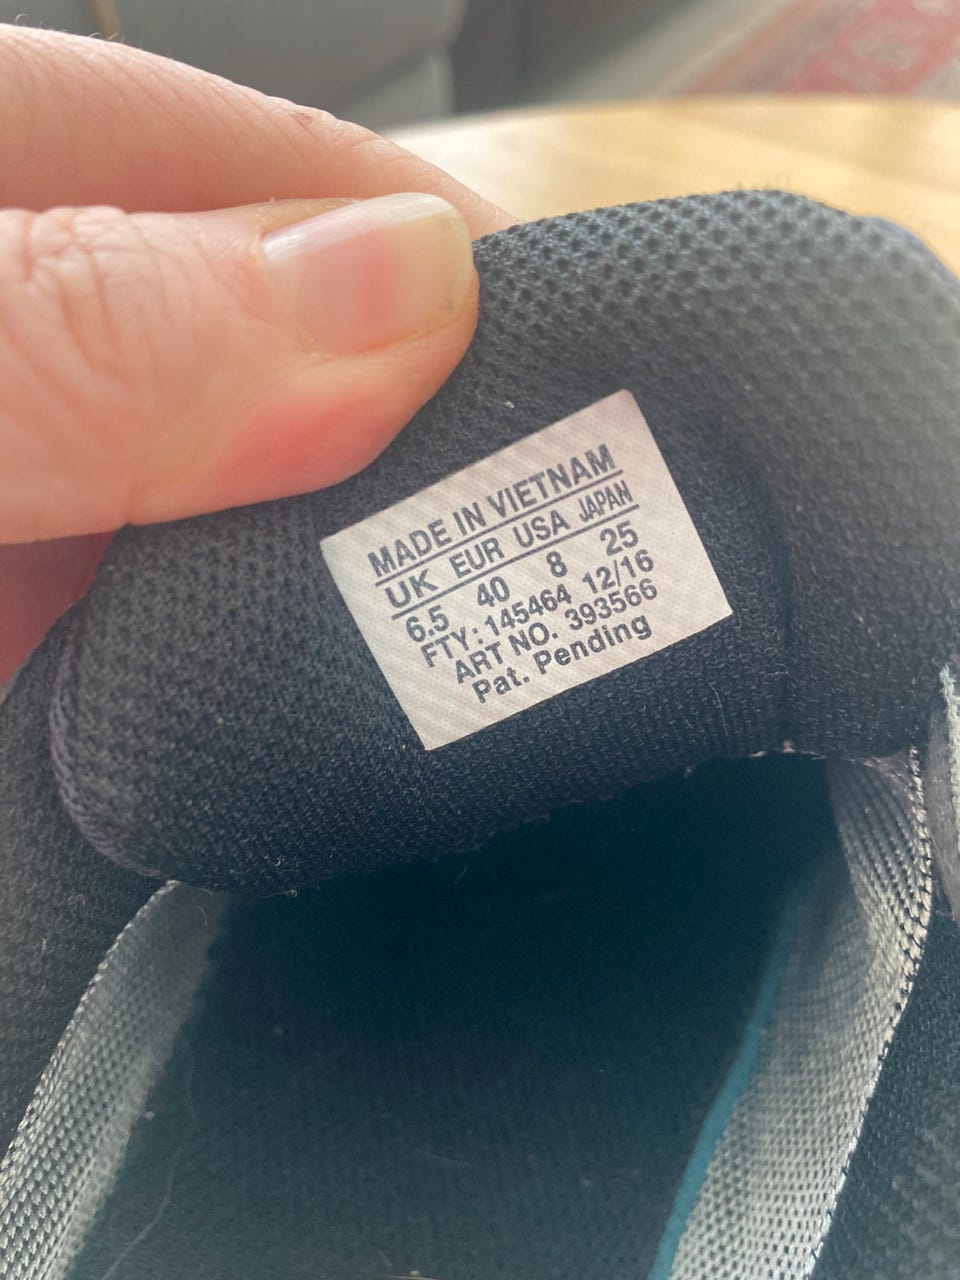 MADE IN VIETNAM
UK EUR USA JAPAN
6.5 40 8 25
FTY: 145464 12/16
ART NO. 393566
Pat. Pending